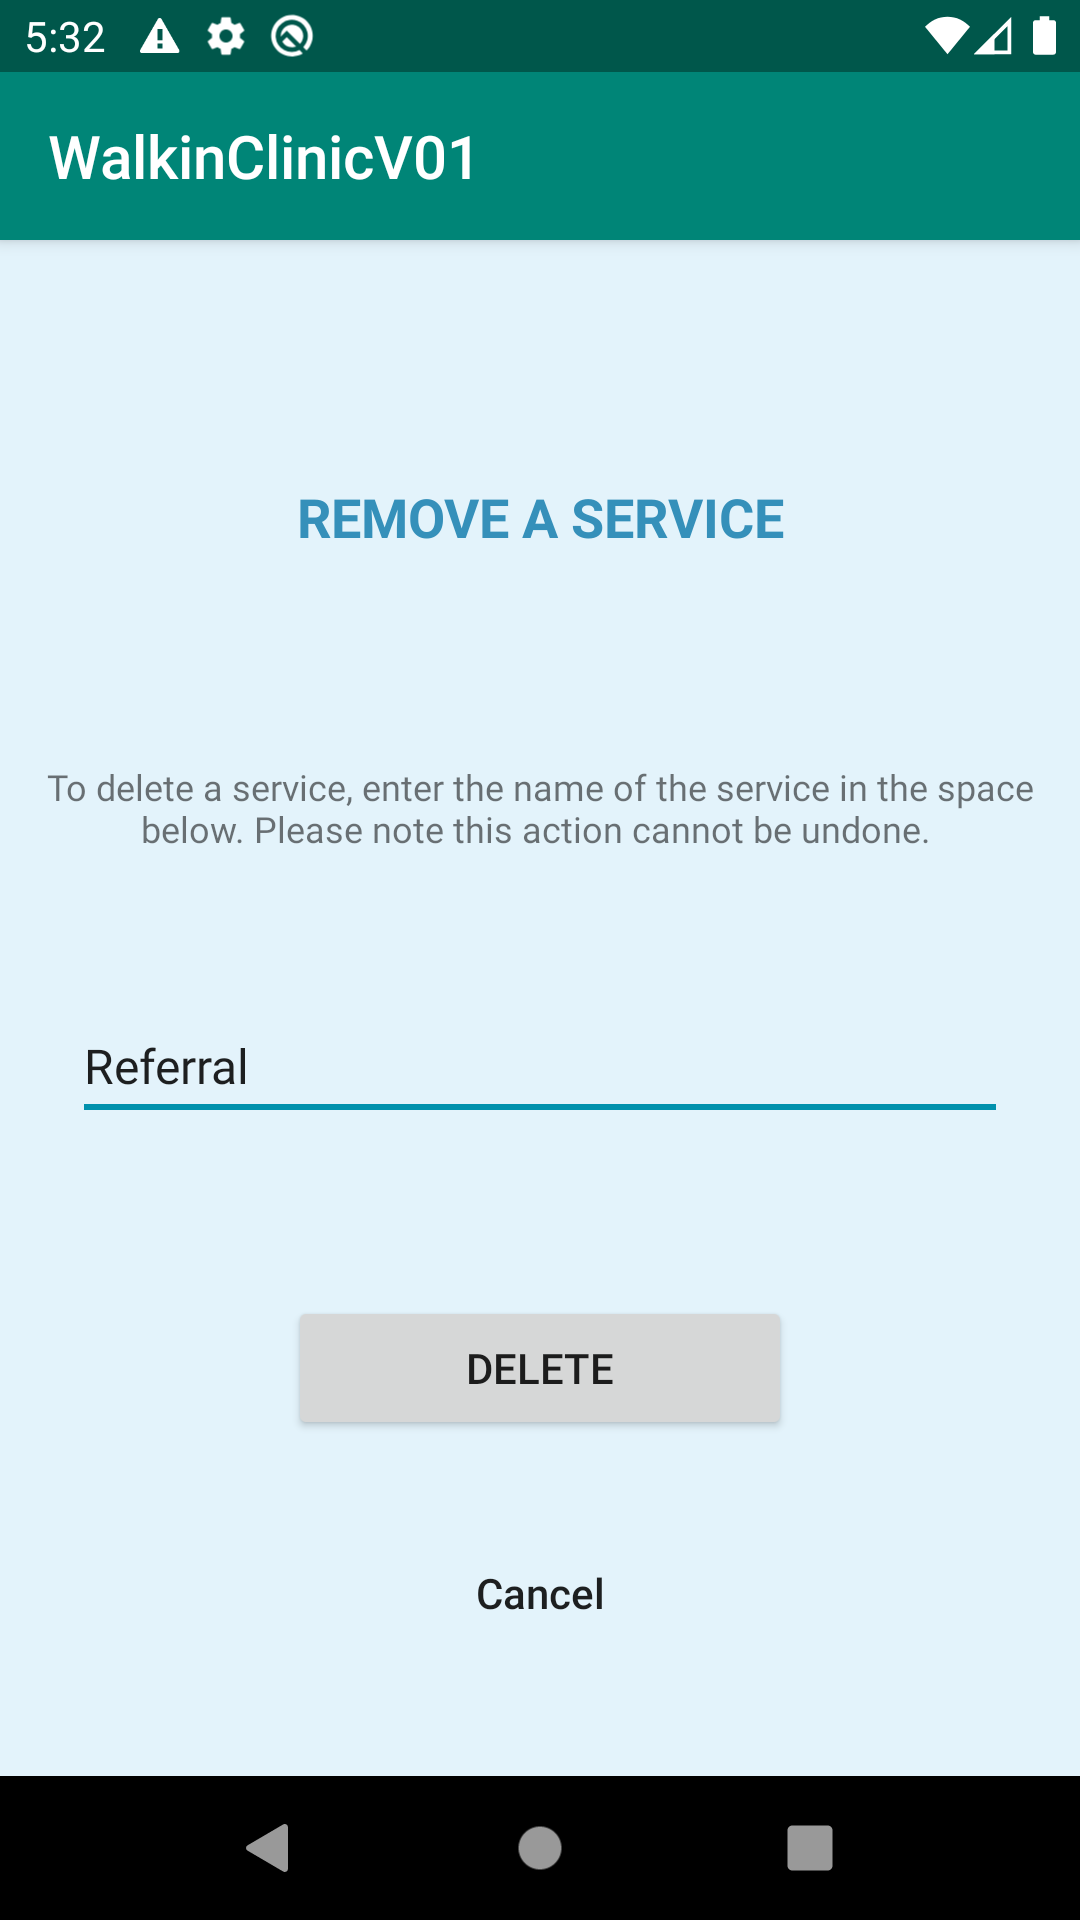 5:32
WalkinClinicV01
REMOVE A SERVICE
To delete a service, enter the name of the service in the space
below. Please note this action cannot be undone.
Referral
DELETE
Cancel